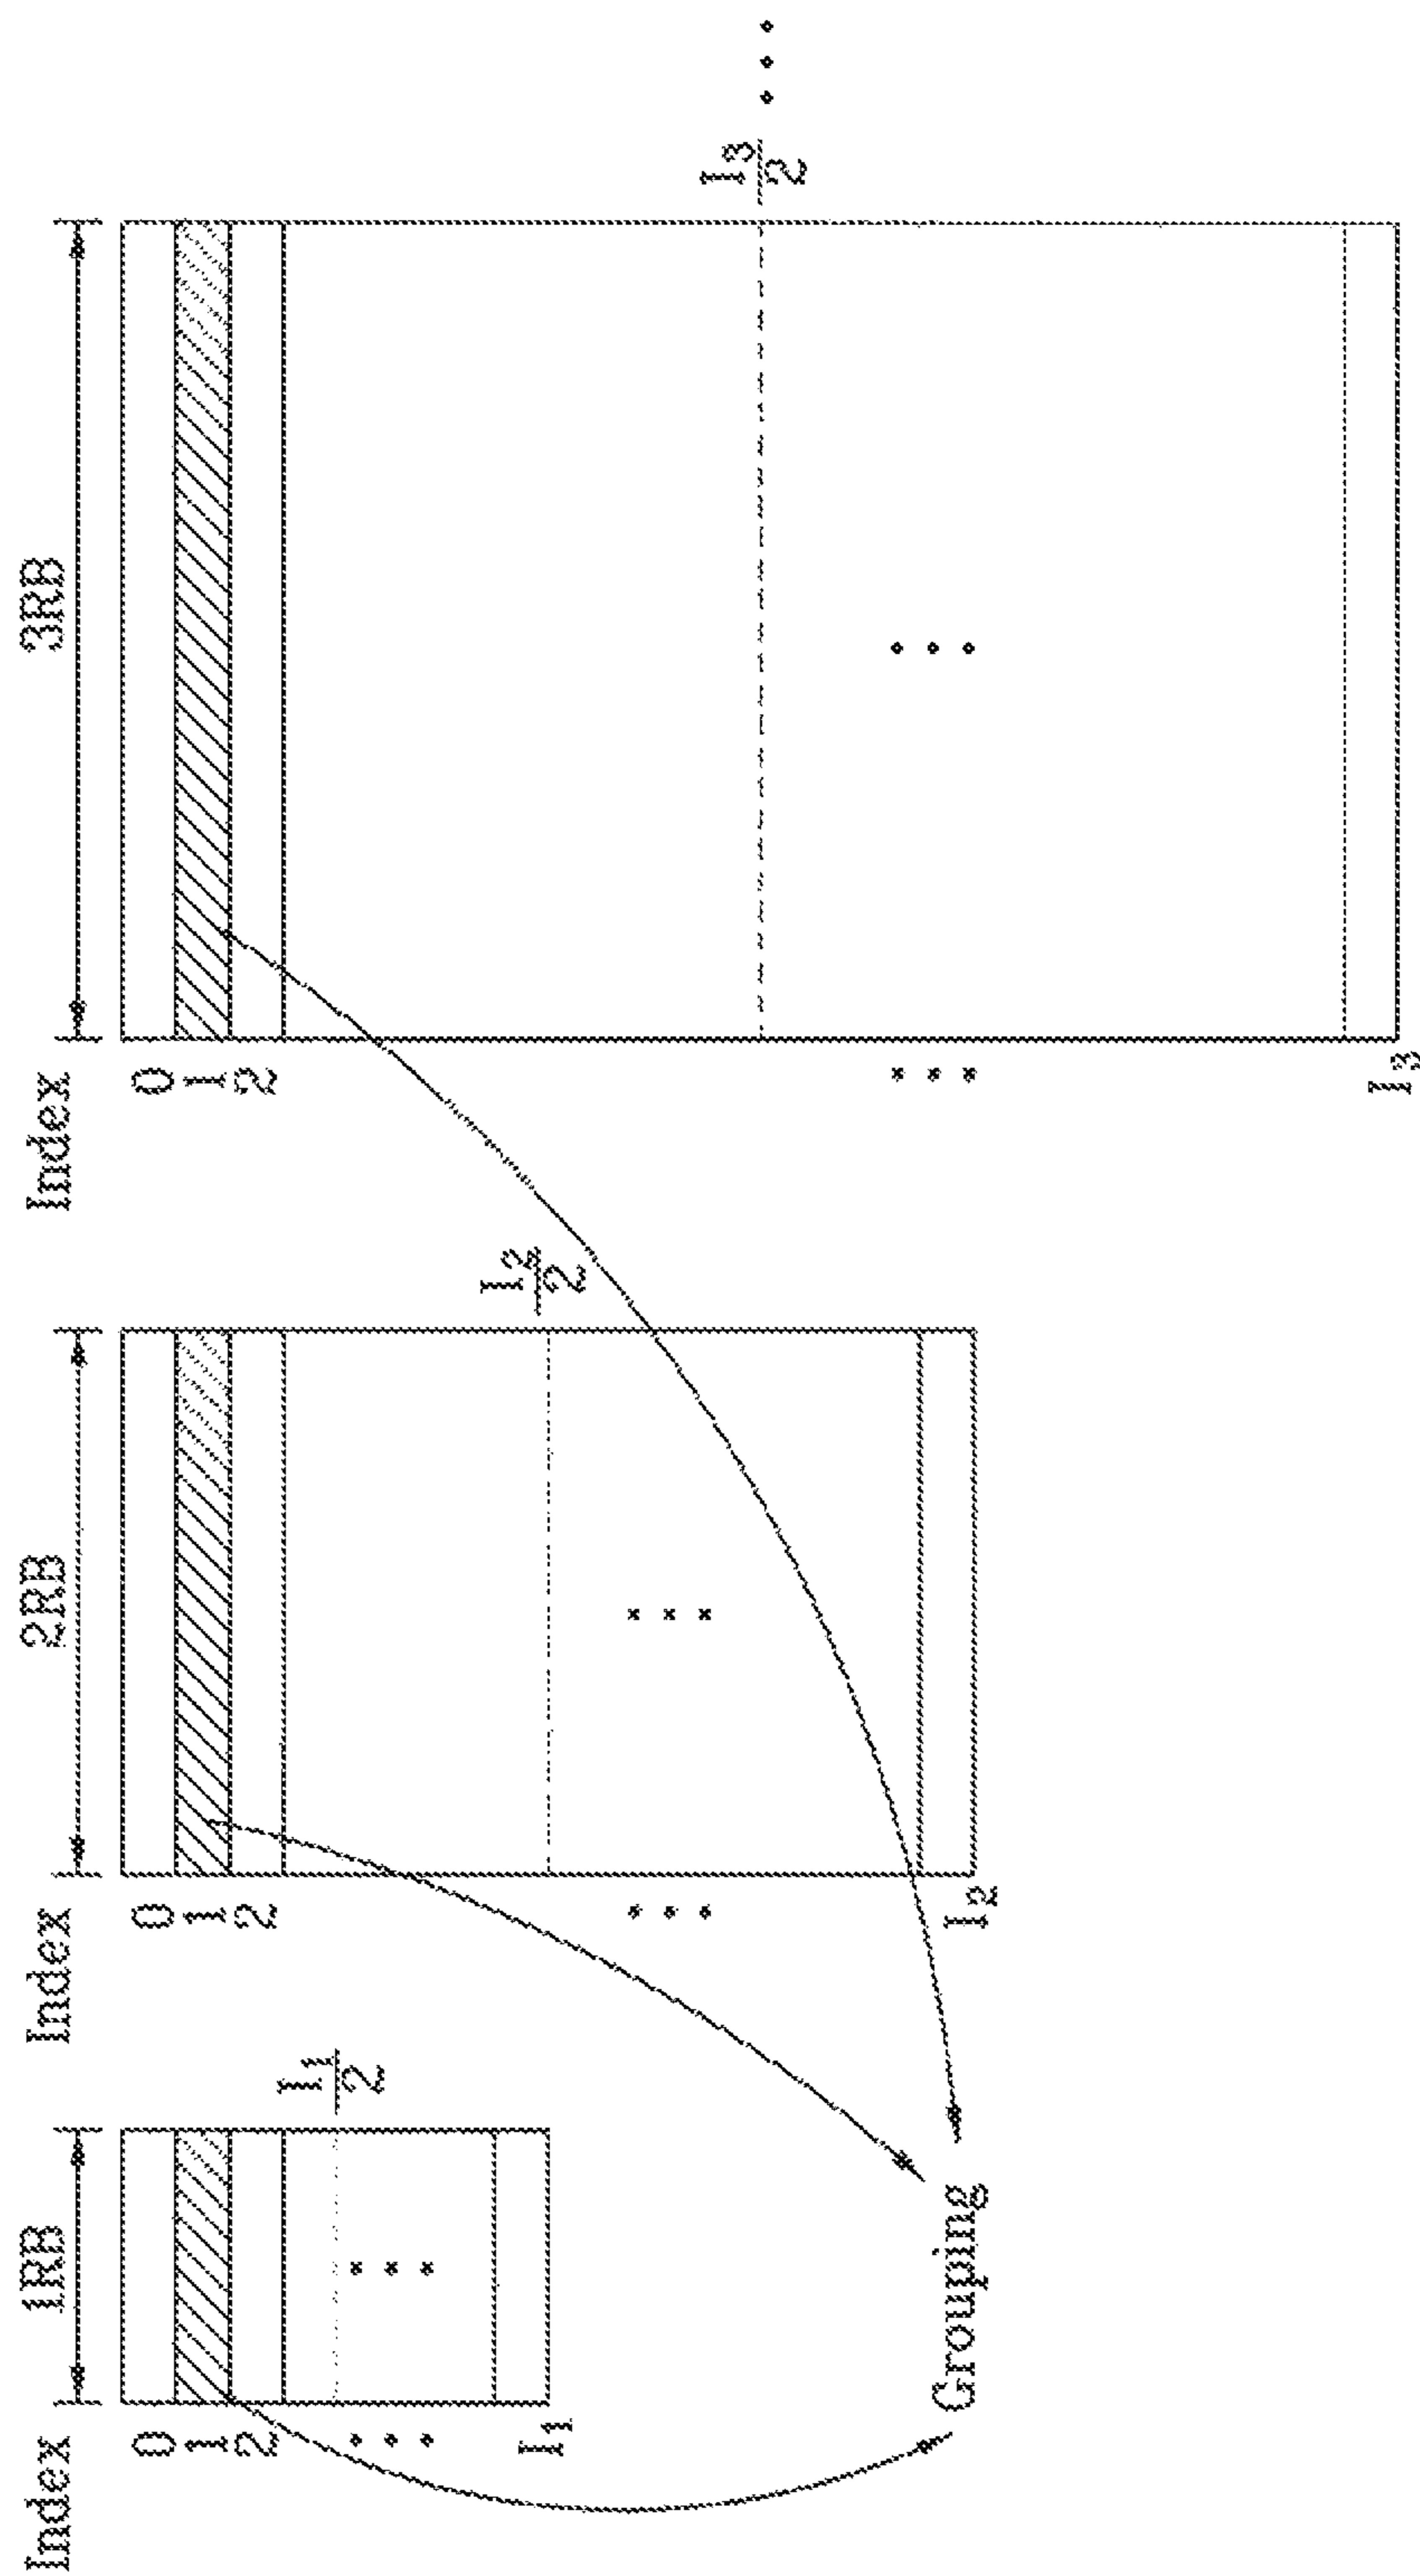 Index
1RB
0
1
2
⋮
I₁
I₁/2
⋮
Index
2RB
0
1
2
⋮
I₂
I₂/2
⋮
Index
3RB
0
1
2
⋮
I₃
I₃/2
⋮
...
Grouping